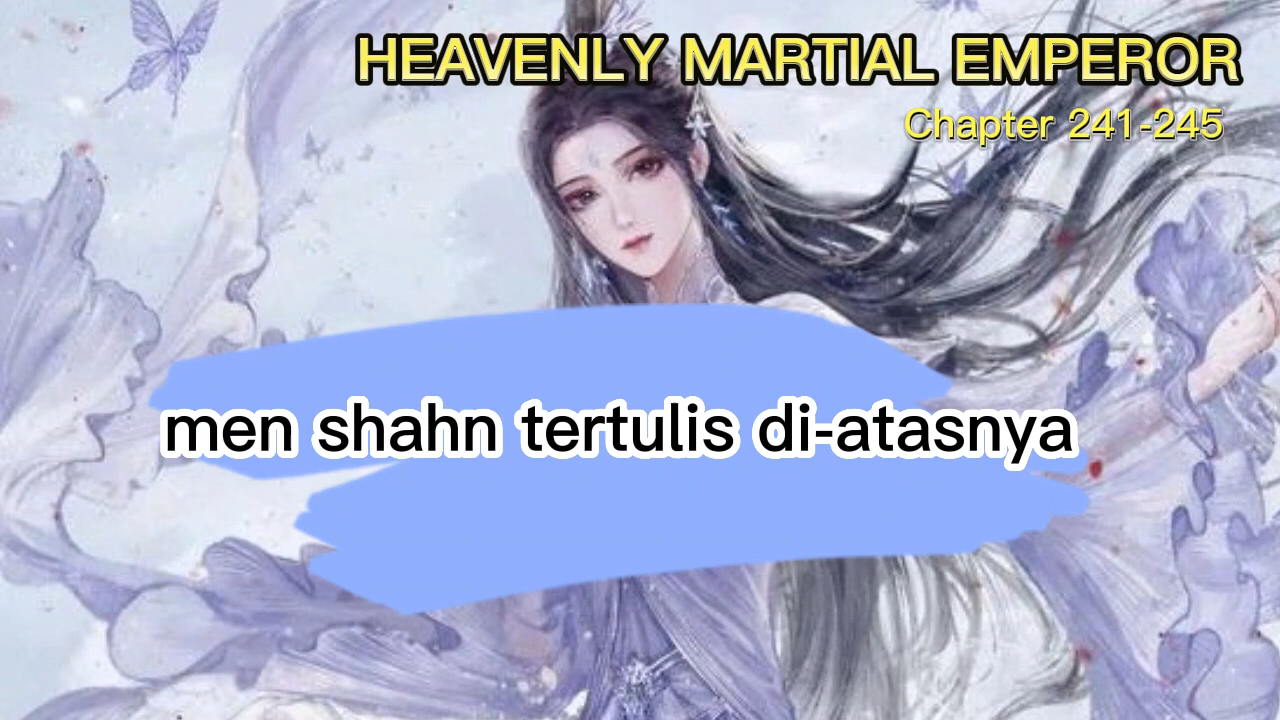 HEAVENLY MARTIAL EMPEROR
Chapter 241-245
men shahn tertulis di-atasnya